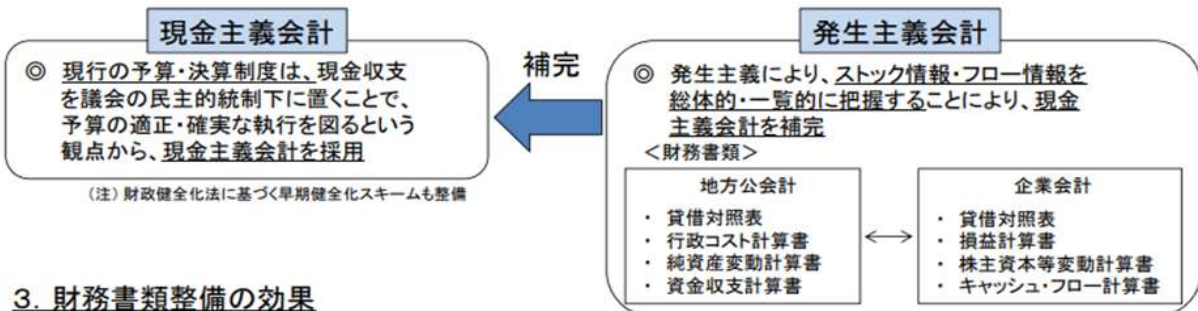 現金主義会計
◎ 現行の予算・決算制度は、現金収支
を議会の民主的統制下に置くことで、
予算の適正・確実な執行を図るという
観点から、現金主義会計を採用
(注) 財政健全化法に基づく早期健全化スキームも整備
補完
発生主義会計
◎ 発生主義により、ストック情報・フロー情報を
総体的・一覧的に把握することにより、現金
主義会計を補完
＜財務書類＞
地方公会計
・ 貸借対照表
・ 行政コスト計算書
・ 純資産変動計算書
・ 資金収支計算書
企業会計
・ 貸借対照表
・ 損益計算書
・ 株主資本等変動計算書
・ キャッシュ・フロー計算書
3. 財務書類整備の効果